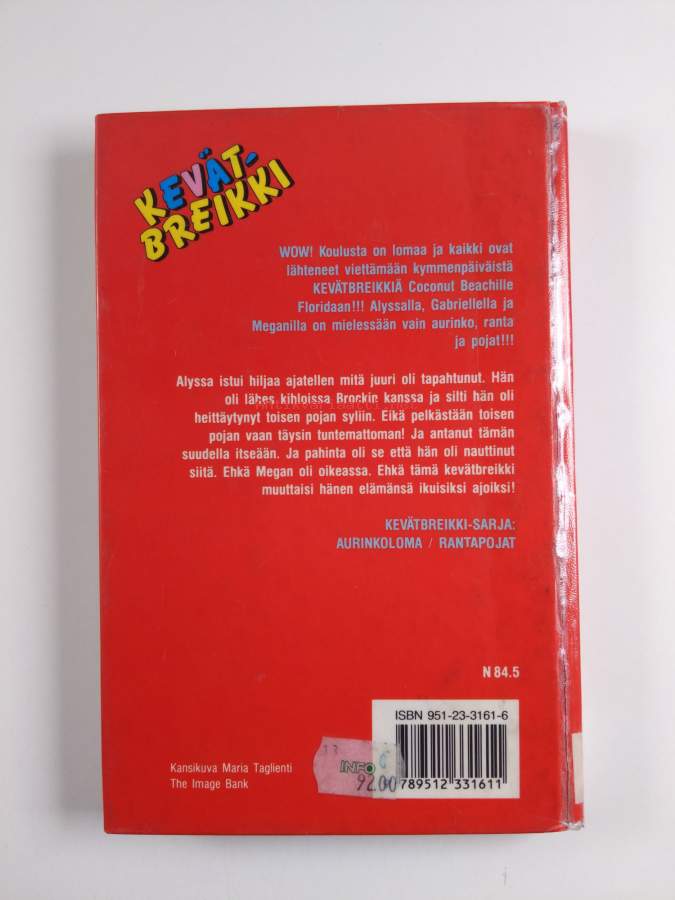 KEVÄT-
BREIKKI
WOW! Koulusta on lomaa ja kaikki ovat
lähteneet viettämään kymmenpäiväistä
KEVÄTBREIKKIÄ Coconut Beachille
Floridaan!!! Alyssalla, Gabriellella ja
Meganilla on mielessään vain aurinko, ranta
ja pojat!!!
Alyssa istui hiljaa ajatellen mitä juuri oli tapahtunut. Hän
oli lähes kihloissa Brockin kanssa ja silti hän oli
heittäytynyt toisen pojan syliin. Eikä pelkästään toisen
pojan vaan täysin tuntemattoman! Ja antanut tämän
suudella itseään. Ja pahinta oli se että hän oli nauttinut
siitä. Ehkä Megan oli oikeassa. Ehkä tämä kevätbreikki
muuttaisi hänen elämänsä ikuisiksi ajoiksi!
KEVÄTBREIKKI-SARJA:
AURINKOLOMA / RANTAPOJAT
N 84.5
ISBN 951-23-3161-6
INFO
92.00
789512 331611
Kansikuva Maria Taglienti
The Image Bank